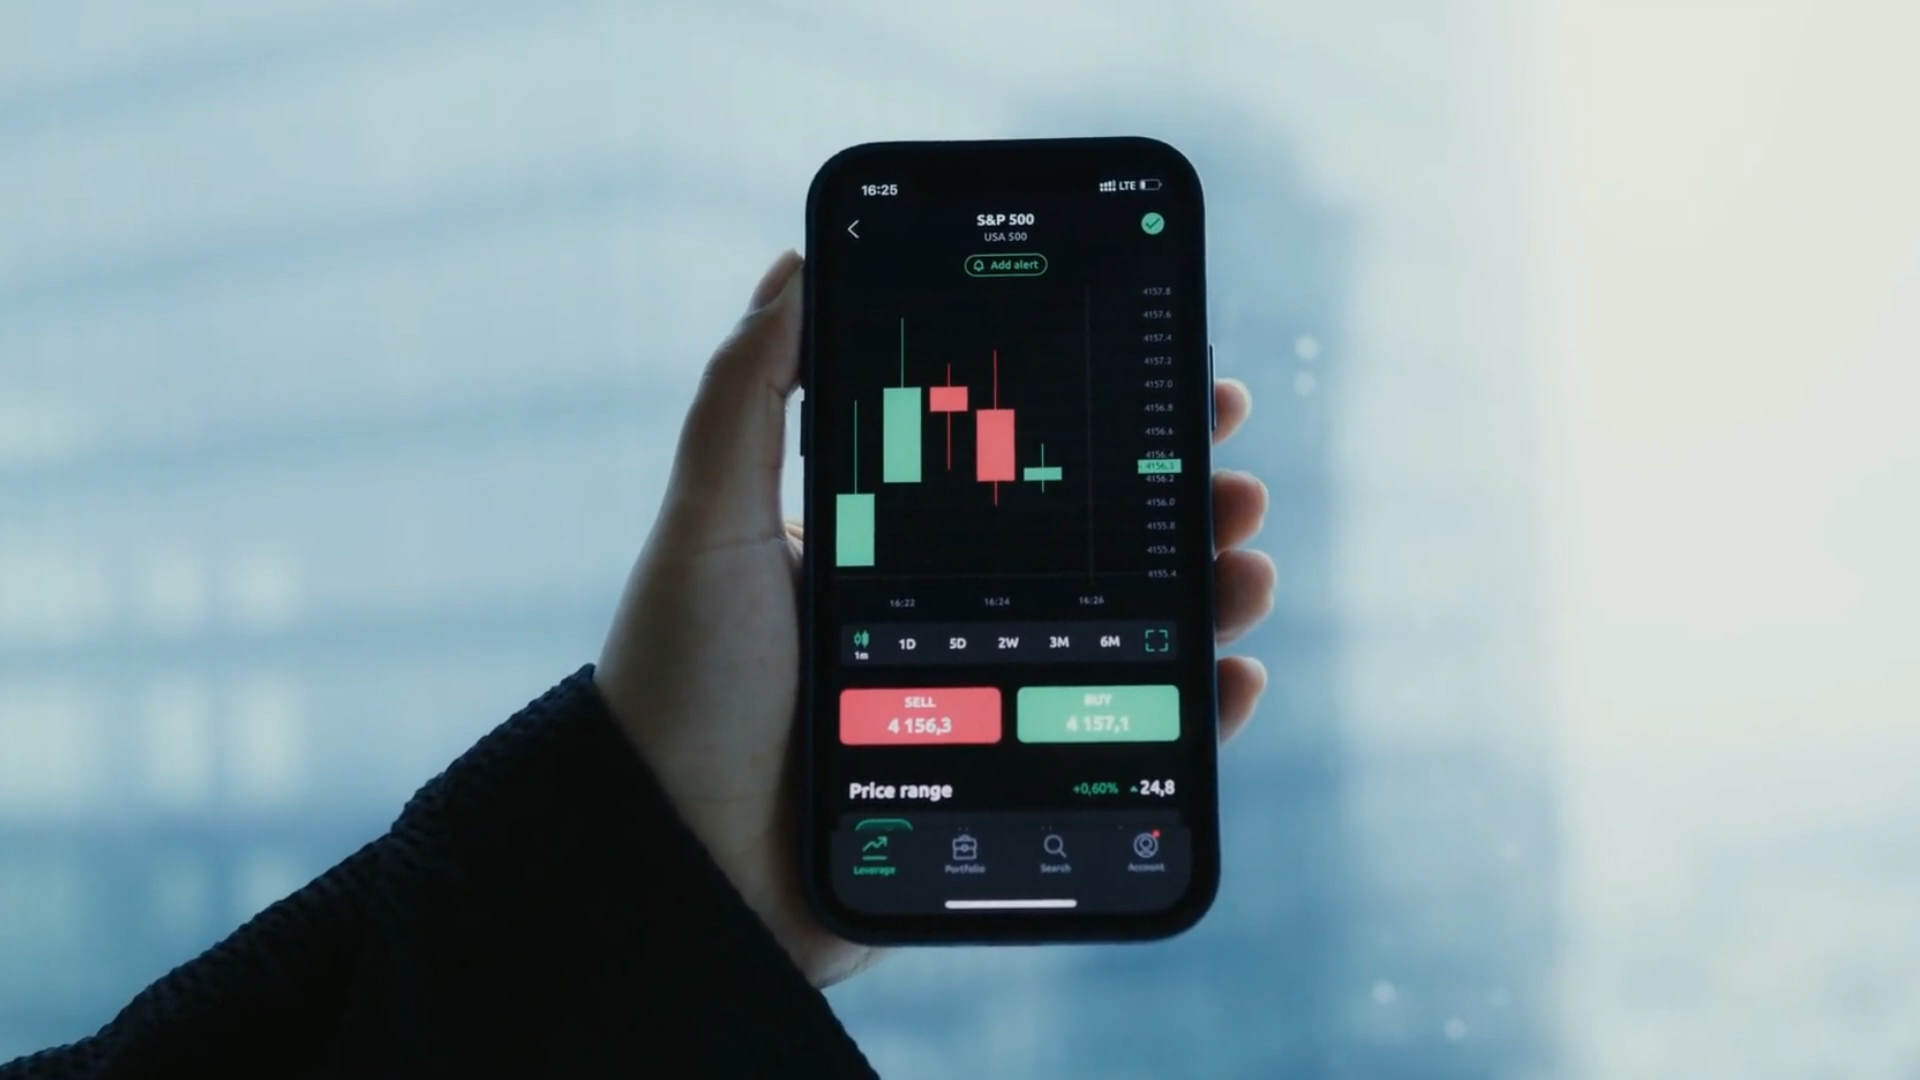 16:25 LTE
S&P 500
USA 500
Add alert
4157.8
4157.6
4157.4
4157.2
4157.0
4156.8
4156.6
4156.4
4156.3
4156.2
4156.0
4155.8
4155.6
4155.4
16:22 16:24 16:26
1m 1D 5D 2W 3M 6M
SELL BUY
4 156,3 4 157,1
Price range +0,60% 24,8
Leverage Portfolio Search Account